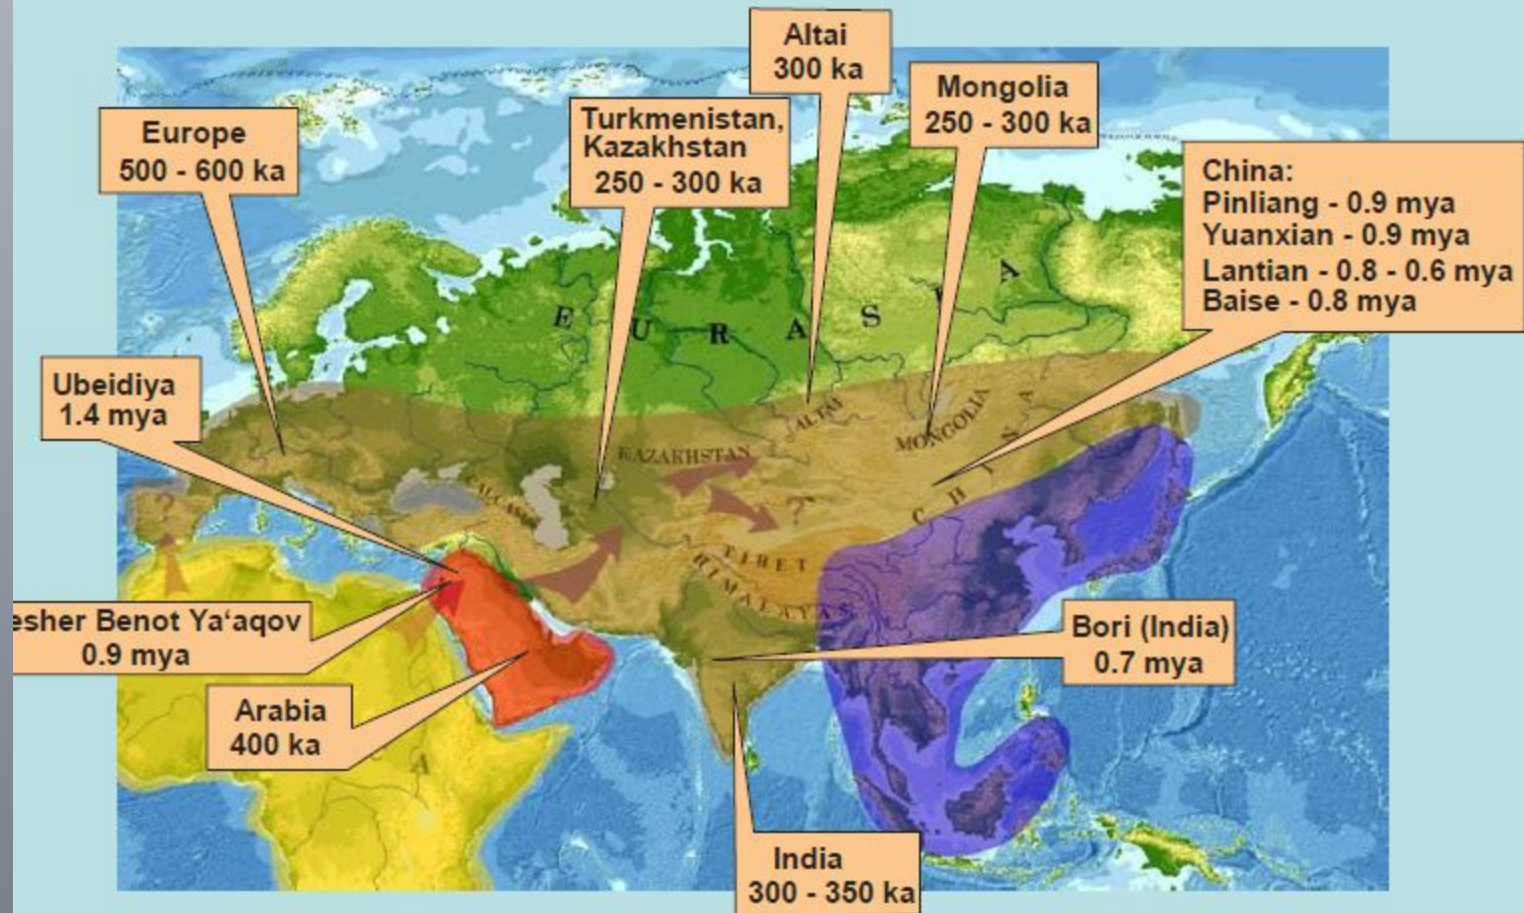 Altai
300 ka
Mongolia
250 - 300 ka
Europe
500 - 600 ka
Turkmenistan,
Kazakhstan
250 - 300 ka
China:
Pinliang - 0.9 mya
Yuanxian - 0.9 mya
Lantian - 0.8 - 0.6 mya
Baise - 0.8 mya
E U R A S I A
Ubeidiya
1.4 mya
ALTAI
MONGOLIA
KAZAKHSTAN
CHINA
CAUCASUS
?
?
TIBET
HIMALAYAS
esher Benot Ya‘aqov
0.9 mya
Bori (India)
0.7 mya
Arabia
400 ka
A
India
300 - 350 ka